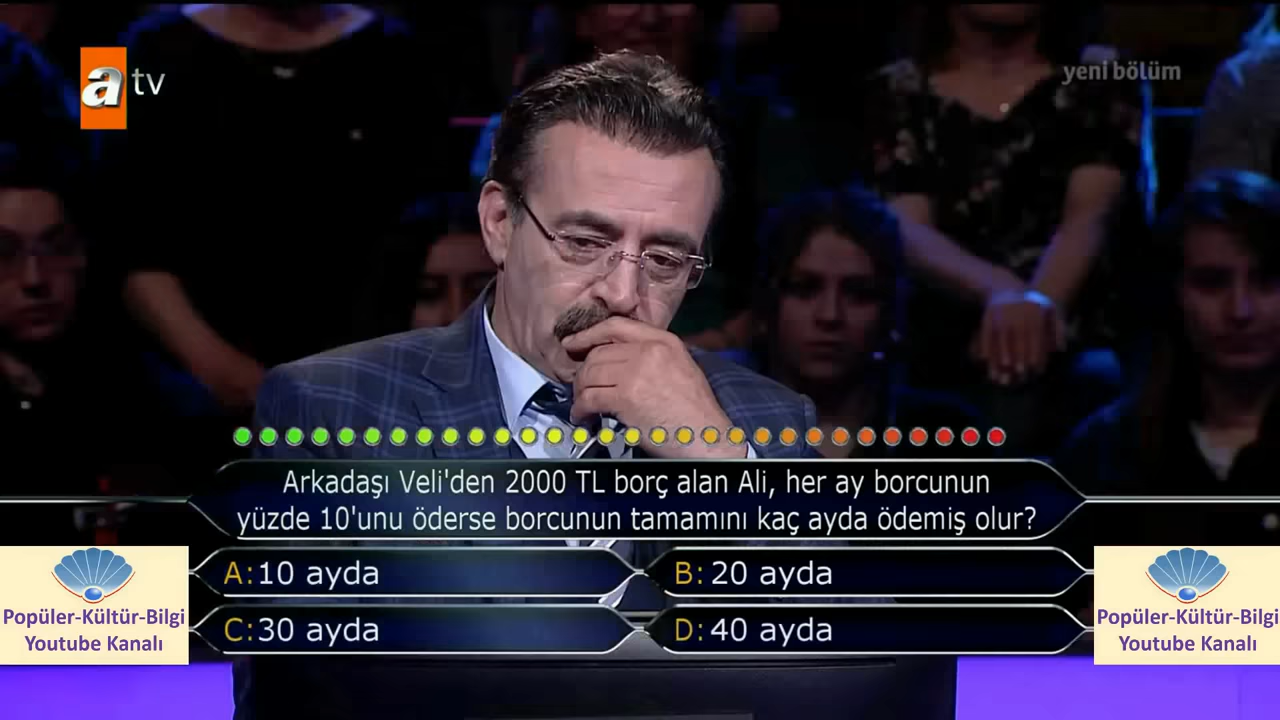 a tv
yeni bölüm
Arkadaşı Veli'den 2000 TL borç alan Ali, her ay borcunun
yüzde 10'unu öderse borcunun tamamını kaç ayda ödemiş olur?
A: 10 ayda
B: 20 ayda
C: 30 ayda
D: 40 ayda
Popüler-Kültür-Bilgi
Youtube Kanalı
Popüler-Kültür-Bilgi
Youtube Kanalı